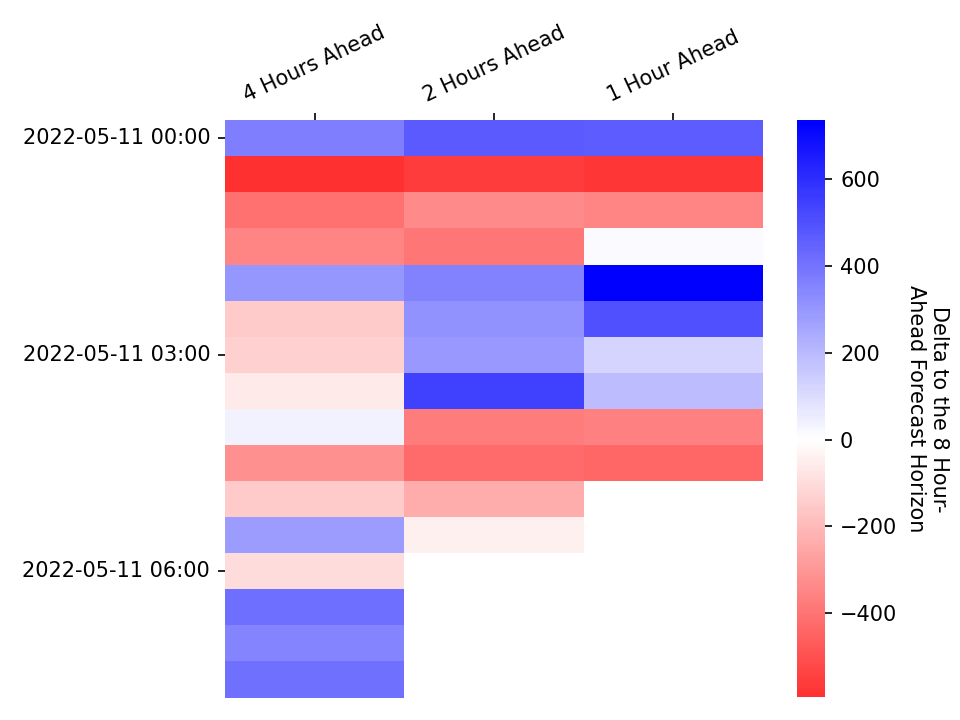 4 Hours Ahead
2 Hours Ahead
1 Hour Ahead
2022-05-11 00:00
2022-05-11 03:00
2022-05-11 06:00
600
400
200
0
−200
−400
Delta to the 8 Hour-
Ahead Forecast Horizon